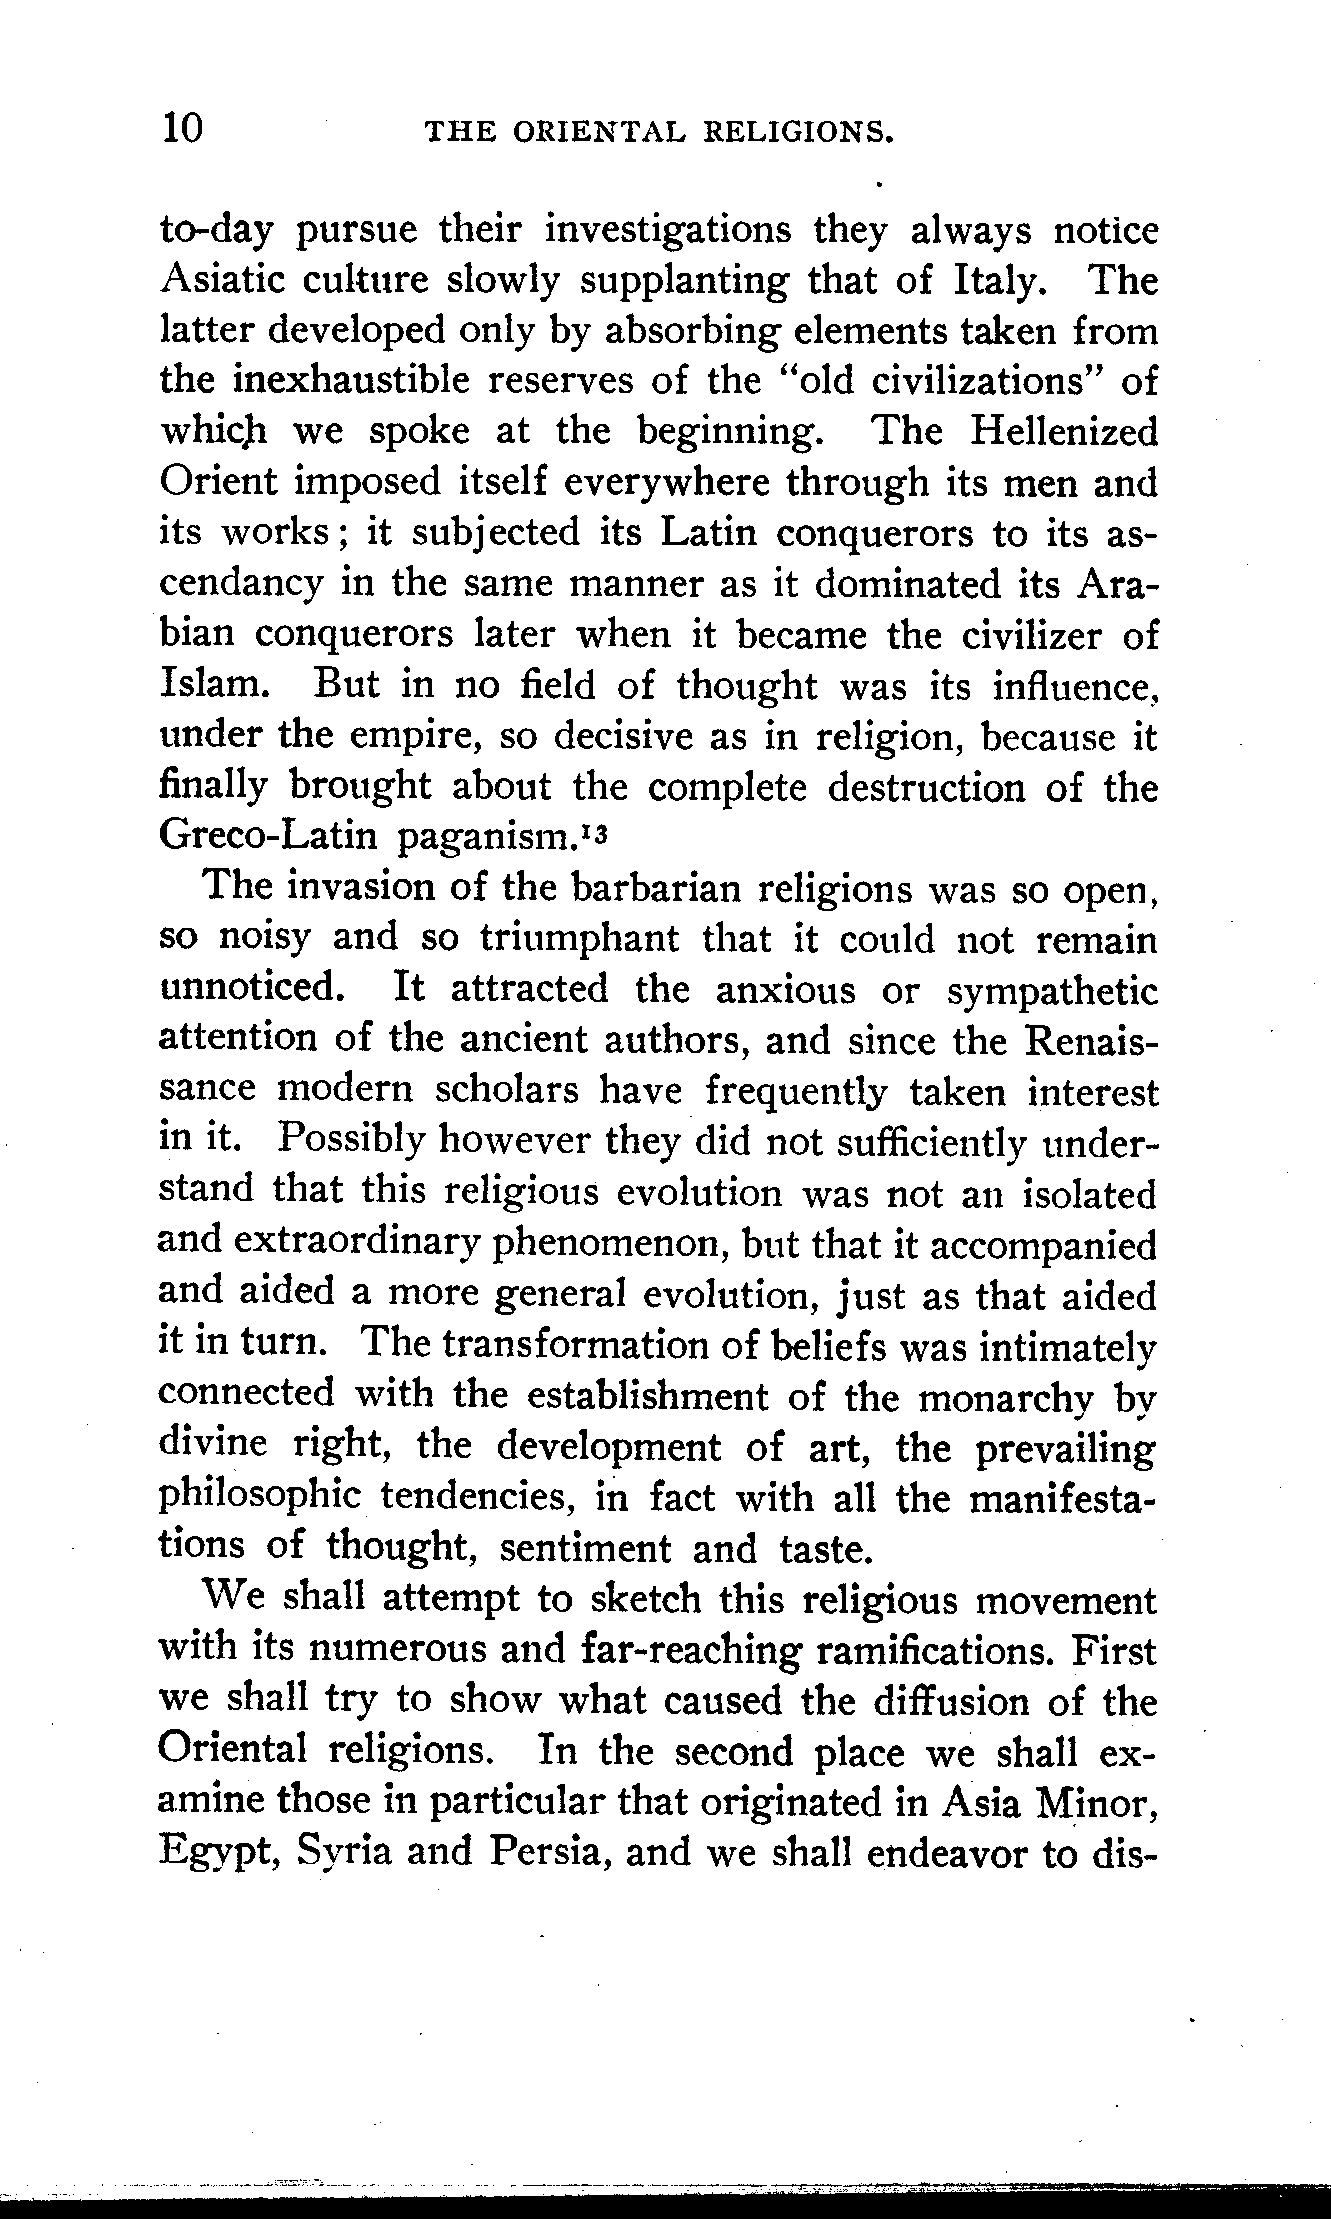 10 THE ORIENTAL RELIGIONS.
to-day pursue their investigations they always notice
Asiatic culture slowly supplanting that of Italy. The
latter developed only by absorbing elements taken from
the inexhaustible reserves of the "old civilizations" of
which we spoke at the beginning. The Hellenized
Orient imposed itself everywhere through its men and
its works; it subjected its Latin conquerors to its as-
cendancy in the same manner as it dominated its Ara-
bian conquerors later when it became the civilizer of
Islam. But in no field of thought was its influence,
under the empire, so decisive as in religion, because it
finally brought about the complete destruction of the
Greco-Latin paganism.¹³
The invasion of the barbarian religions was so open,
so noisy and so triumphant that it could not remain
unnoticed. It attracted the anxious or sympathetic
attention of the ancient authors, and since the Renais-
sance modern scholars have frequently taken interest
in it. Possibly however they did not sufficiently under-
stand that this religious evolution was not an isolated
and extraordinary phenomenon, but that it accompanied
and aided a more general evolution, just as that aided
it in turn. The transformation of beliefs was intimately
connected with the establishment of the monarchy by
divine right, the development of art, the prevailing
philosophic tendencies, in fact with all the manifesta-
tions of thought, sentiment and taste.
We shall attempt to sketch this religious movement
with its numerous and far-reaching ramifications. First
we shall try to show what caused the diffusion of the
Oriental religions. In the second place we shall ex-
amine those in particular that originated in Asia Minor,
Egypt, Syria and Persia, and we shall endeavor to dis-